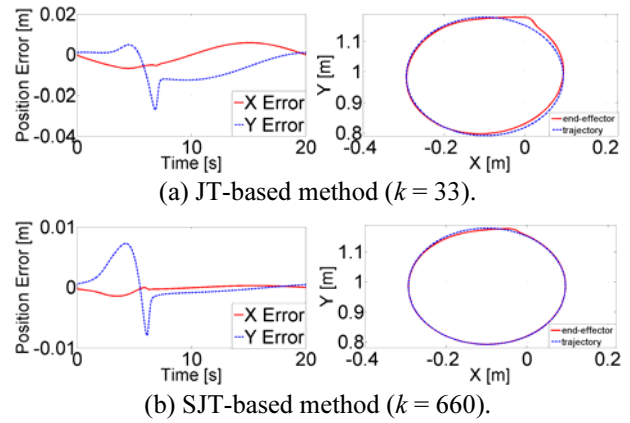 Position Error [m]
0.02
0
-0.02
-0.04
X Error
Y Error
0
10
20
Time [s]
Y [m]
1.1
1
0.9
0.8
end-effector
trajectory
-0.4
-0.2
0
0.2
X [m]
(a) JT-based method (k = 33).
Position Error [m]
0.01
0
-0.01
X Error
Y Error
0
10
20
Time [s]
Y [m]
1.1
1
0.9
0.8
end-effector
trajectory
-0.4
-0.2
0
0.2
X [m]
(b) SJT-based method (k = 660).